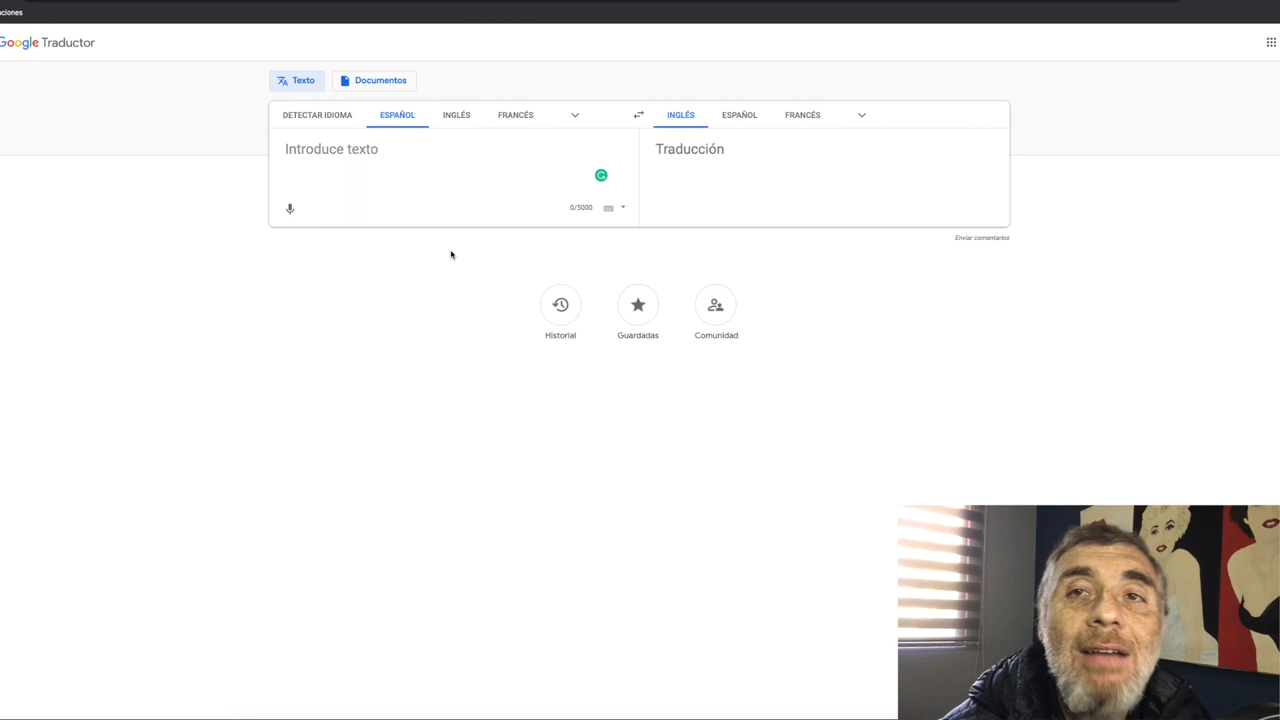 ciones
Google Traductor
Texto
Documentos
DETECTAR IDIOMA ESPAÑOL INGLÉS FRANCÉS
INGLÉS ESPAÑOL FRANCÉS
Introduce texto
Traducción
0/5000
Enviar comentarios
Historial
Guardadas
Comunidad